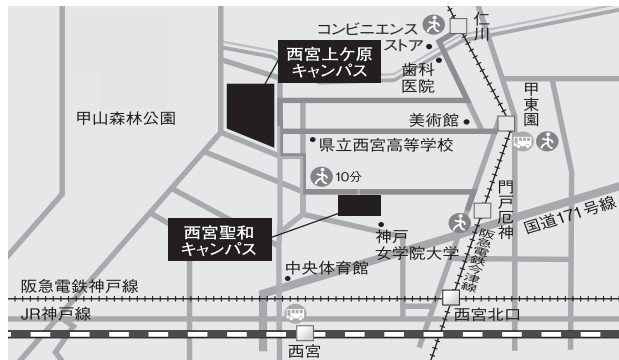 コンビニエンス
ストア
仁川
歯科
医院
西宮上ケ原
キャンパス
甲東園
甲山森林公園
美術館
県立西宮高等学校
10分
門戸厄神
国道171号線
西宮聖和
キャンパス
神戸
女学院大学
阪急電鉄今津線
中央体育館
阪急電鉄神戸線
JR神戸線
西宮北口
西宮